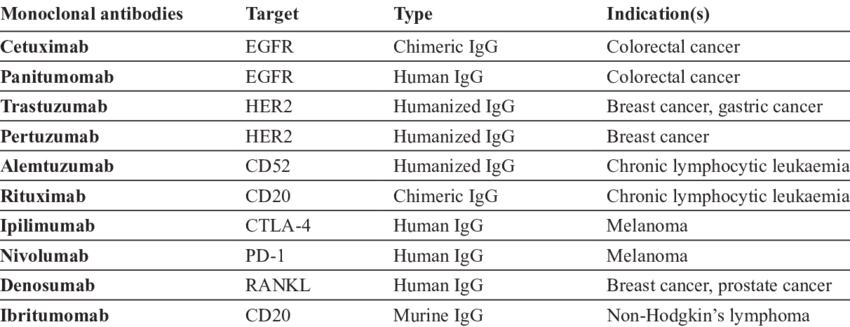 Monoclonal antibodies Target Type Indication(s)
Cetuximab EGFR Chimeric IgG Colorectal cancer
Panitumomab EGFR Human IgG Colorectal cancer
Trastuzumab HER2 Humanized IgG Breast cancer, gastric cancer
Pertuzumab HER2 Humanized IgG Breast cancer
Alemtuzumab CD52 Humanized IgG Chronic lymphocytic leukaemia
Rituximab CD20 Chimeric IgG Chronic lymphocytic leukaemia
Ipilimumab CTLA-4 Human IgG Melanoma
Nivolumab PD-1 Human IgG Melanoma
Denosumab RANKL Human IgG Breast cancer, prostate cancer
Ibritumomab CD20 Murine IgG Non-Hodgkin’s lymphoma